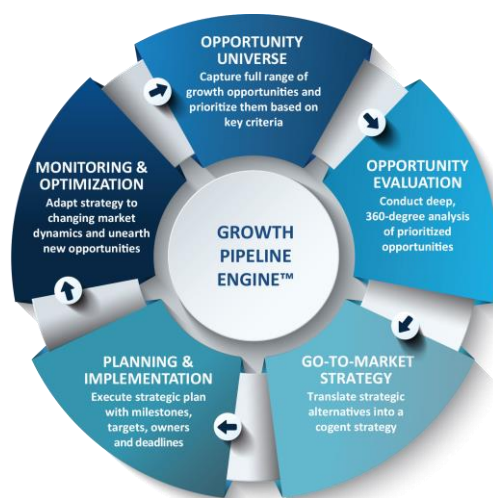 OPPORTUNITY
UNIVERSE
Capture full range of
growth opportunities and
prioritize them based on
key criteria
OPPORTUNITY
EVALUATION
Conduct deep,
360-degree analysis
of prioritized
opportunities
GO-TO-MARKET
STRATEGY
Translate strategic
alternatives into a
cogent strategy
PLANNING &
IMPLEMENTATION
Execute strategic plan
with milestones,
targets, owners
and deadlines
MONITORING &
OPTIMIZATION
Adapt strategy to
changing market
dynamics and unearth
new opportunities
GROWTH
PIPELINE
ENGINE™